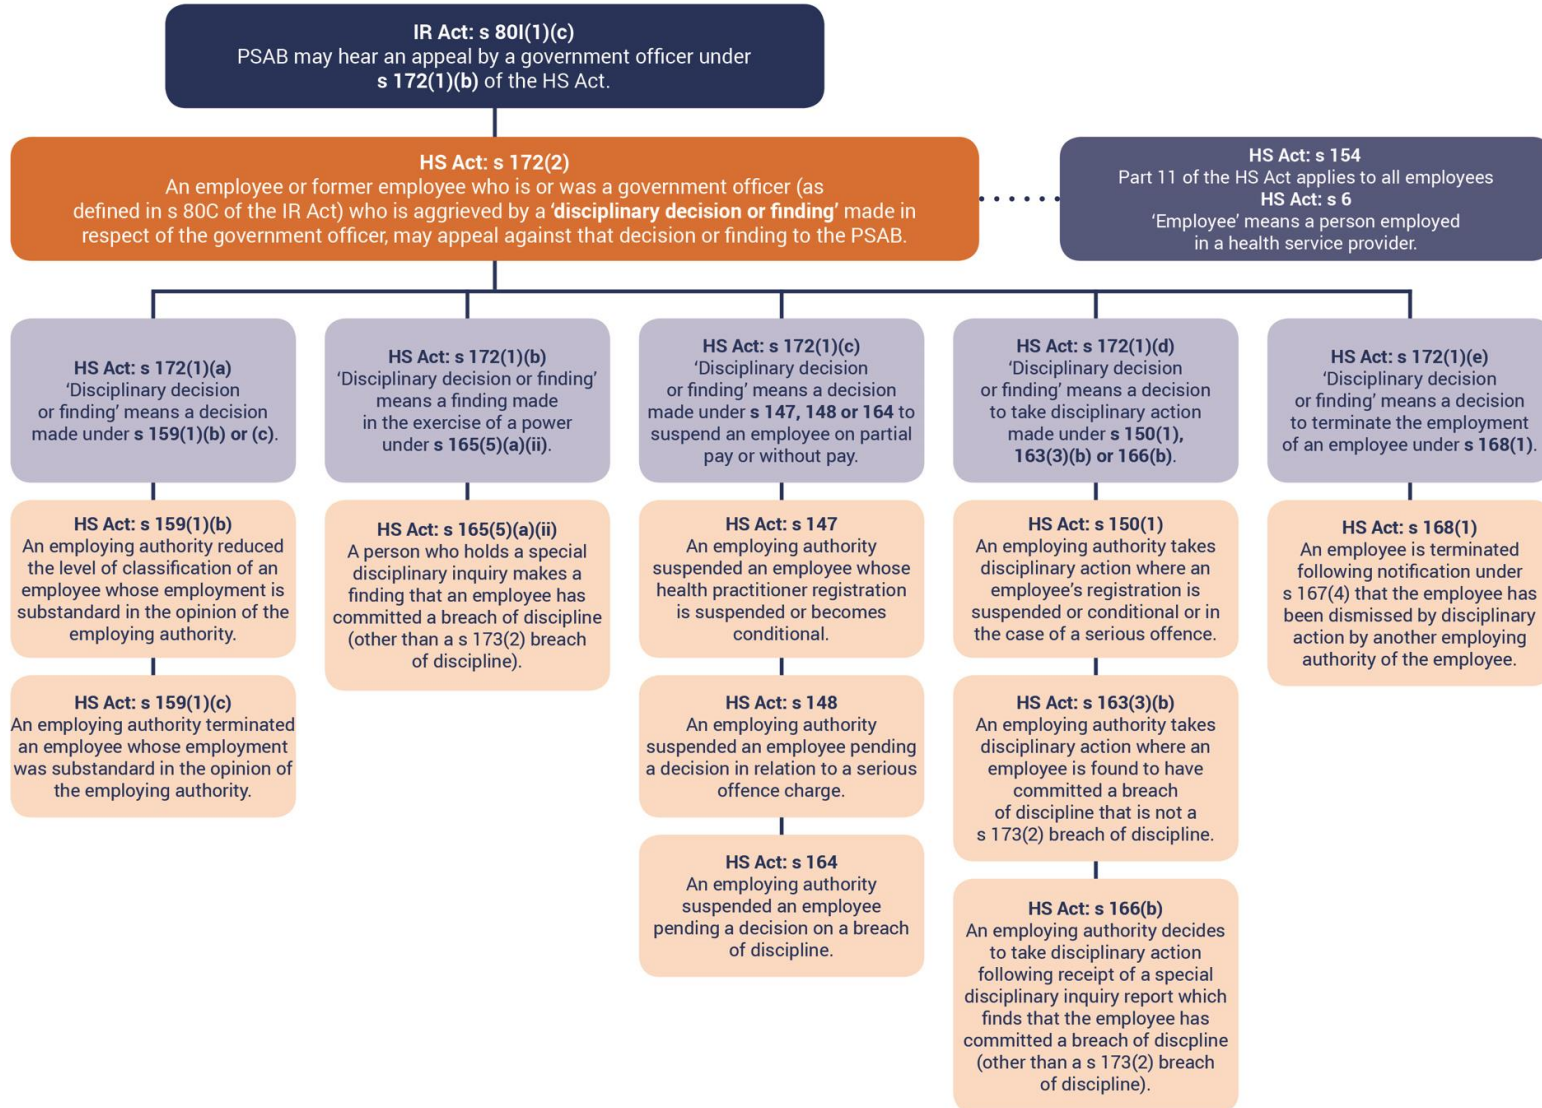 IR Act: s 80I(1)(c)
PSAB may hear an appeal by a government officer under
s 172(1)(b) of the HS Act.
HS Act: s 172(2)
An employee or former employee who is or was a government officer (as
defined in s 80C of the IR Act) who is aggrieved by a ‘disciplinary decision or finding’ made in
respect of the government officer, may appeal against that decision or finding to the PSAB.
HS Act: s 154
Part 11 of the HS Act applies to all employees
HS Act: s 6
‘Employee’ means a person employed
in a health service provider.
HS Act: s 172(1)(a)
‘Disciplinary decision
or finding’ means a decision
made under s 159(1)(b) or (c).
HS Act: s 159(1)(b)
An employing authority reduced
the level of classification of an
employee whose employment is
substandard in the opinion of the
employing authority.
HS Act: s 159(1)(c)
An employing authority terminated
an employee whose employment
was substandard in the opinion of
the employing authority.
HS Act: s 172(1)(b)
‘Disciplinary decision or finding’
means a finding made
in the exercise of a power
under s 165(5)(a)(ii).
HS Act: s 165(5)(a)(ii)
A person who holds a special
disciplinary inquiry makes a
finding that an employee has
committed a breach of discipline
(other than a s 173(2) breach
of discipline).
HS Act: s 172(1)(c)
‘Disciplinary decision
or finding’ means a decision
made under s 147, 148 or 164 to
suspend an employee on partial
pay or without pay.
HS Act: s 147
An employing authority
suspended an employee whose
health practitioner registration
is suspended or becomes
conditional.
HS Act: s 148
An employing authority
suspended an employee pending
a decision in relation to a serious
offence charge.
HS Act: s 164
An employing authority
suspended an employee
pending a decision on a breach
of discipline.
HS Act: s 172(1)(d)
‘Disciplinary decision
or finding’ means a decision
to take disciplinary action
made under s 150(1),
163(3)(b) or 166(b).
HS Act: s 150(1)
An employing authority takes
disciplinary action where an
employee’s registration is
suspended or conditional or in
the case of a serious offence.
HS Act: s 163(3)(b)
An employing authority takes
disciplinary action where an
employee is found to have
committed a breach
of discipline that is not a
s 173(2) breach of discipline.
HS Act: s 166(b)
An employing authority decides
to take disciplinary action
following receipt of a special
disciplinary inquiry report which
finds that the employee has
committed a breach of discpline
(other than a s 173(2) breach
of discipline).
HS Act: s 172(1)(e)
‘Disciplinary decision
or finding’ means a decision
to terminate the employment
of an employee under s 168(1).
HS Act: s 168(1)
An employee is terminated
following notification under
s 167(4) that the employee has
been dismissed by disciplinary
action by another employing
authority of the employee.